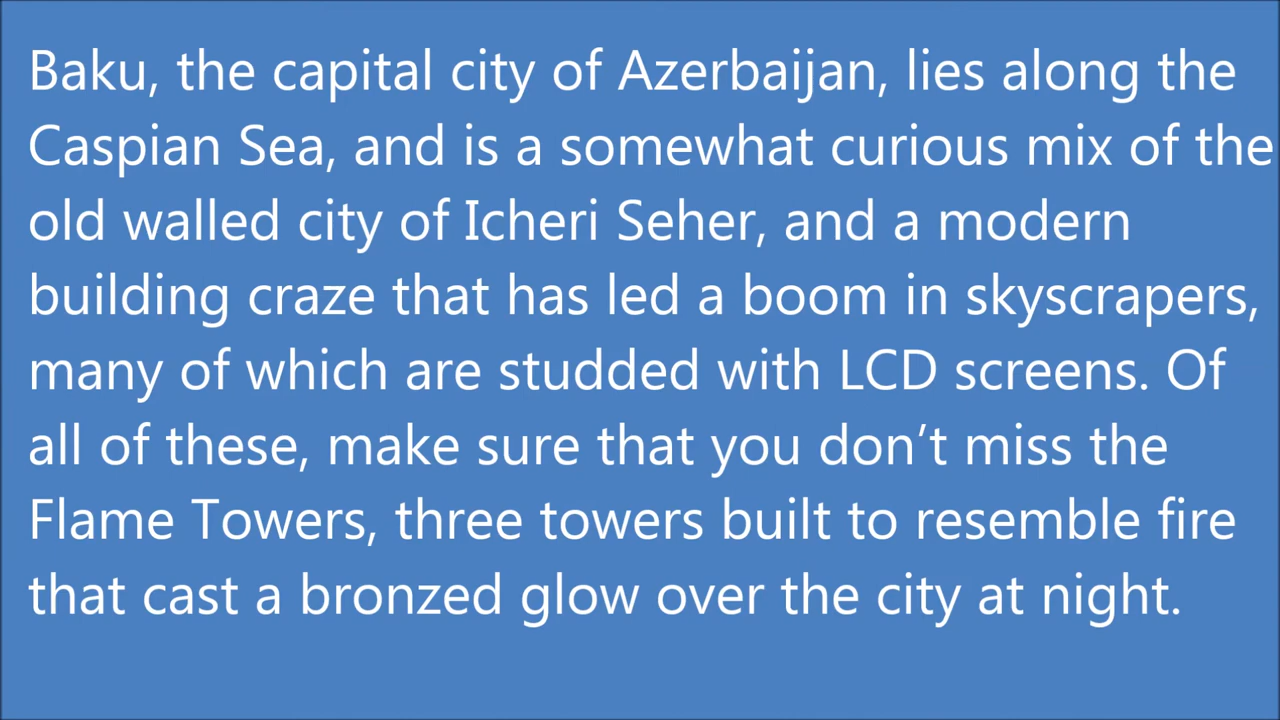 Baku, the capital city of Azerbaijan, lies along the
Caspian Sea, and is a somewhat curious mix of the
old walled city of Icheri Seher, and a modern
building craze that has led a boom in skyscrapers,
many of which are studded with LCD screens. Of
all of these, make sure that you don’t miss the
Flame Towers, three towers built to resemble fire
that cast a bronzed glow over the city at night.